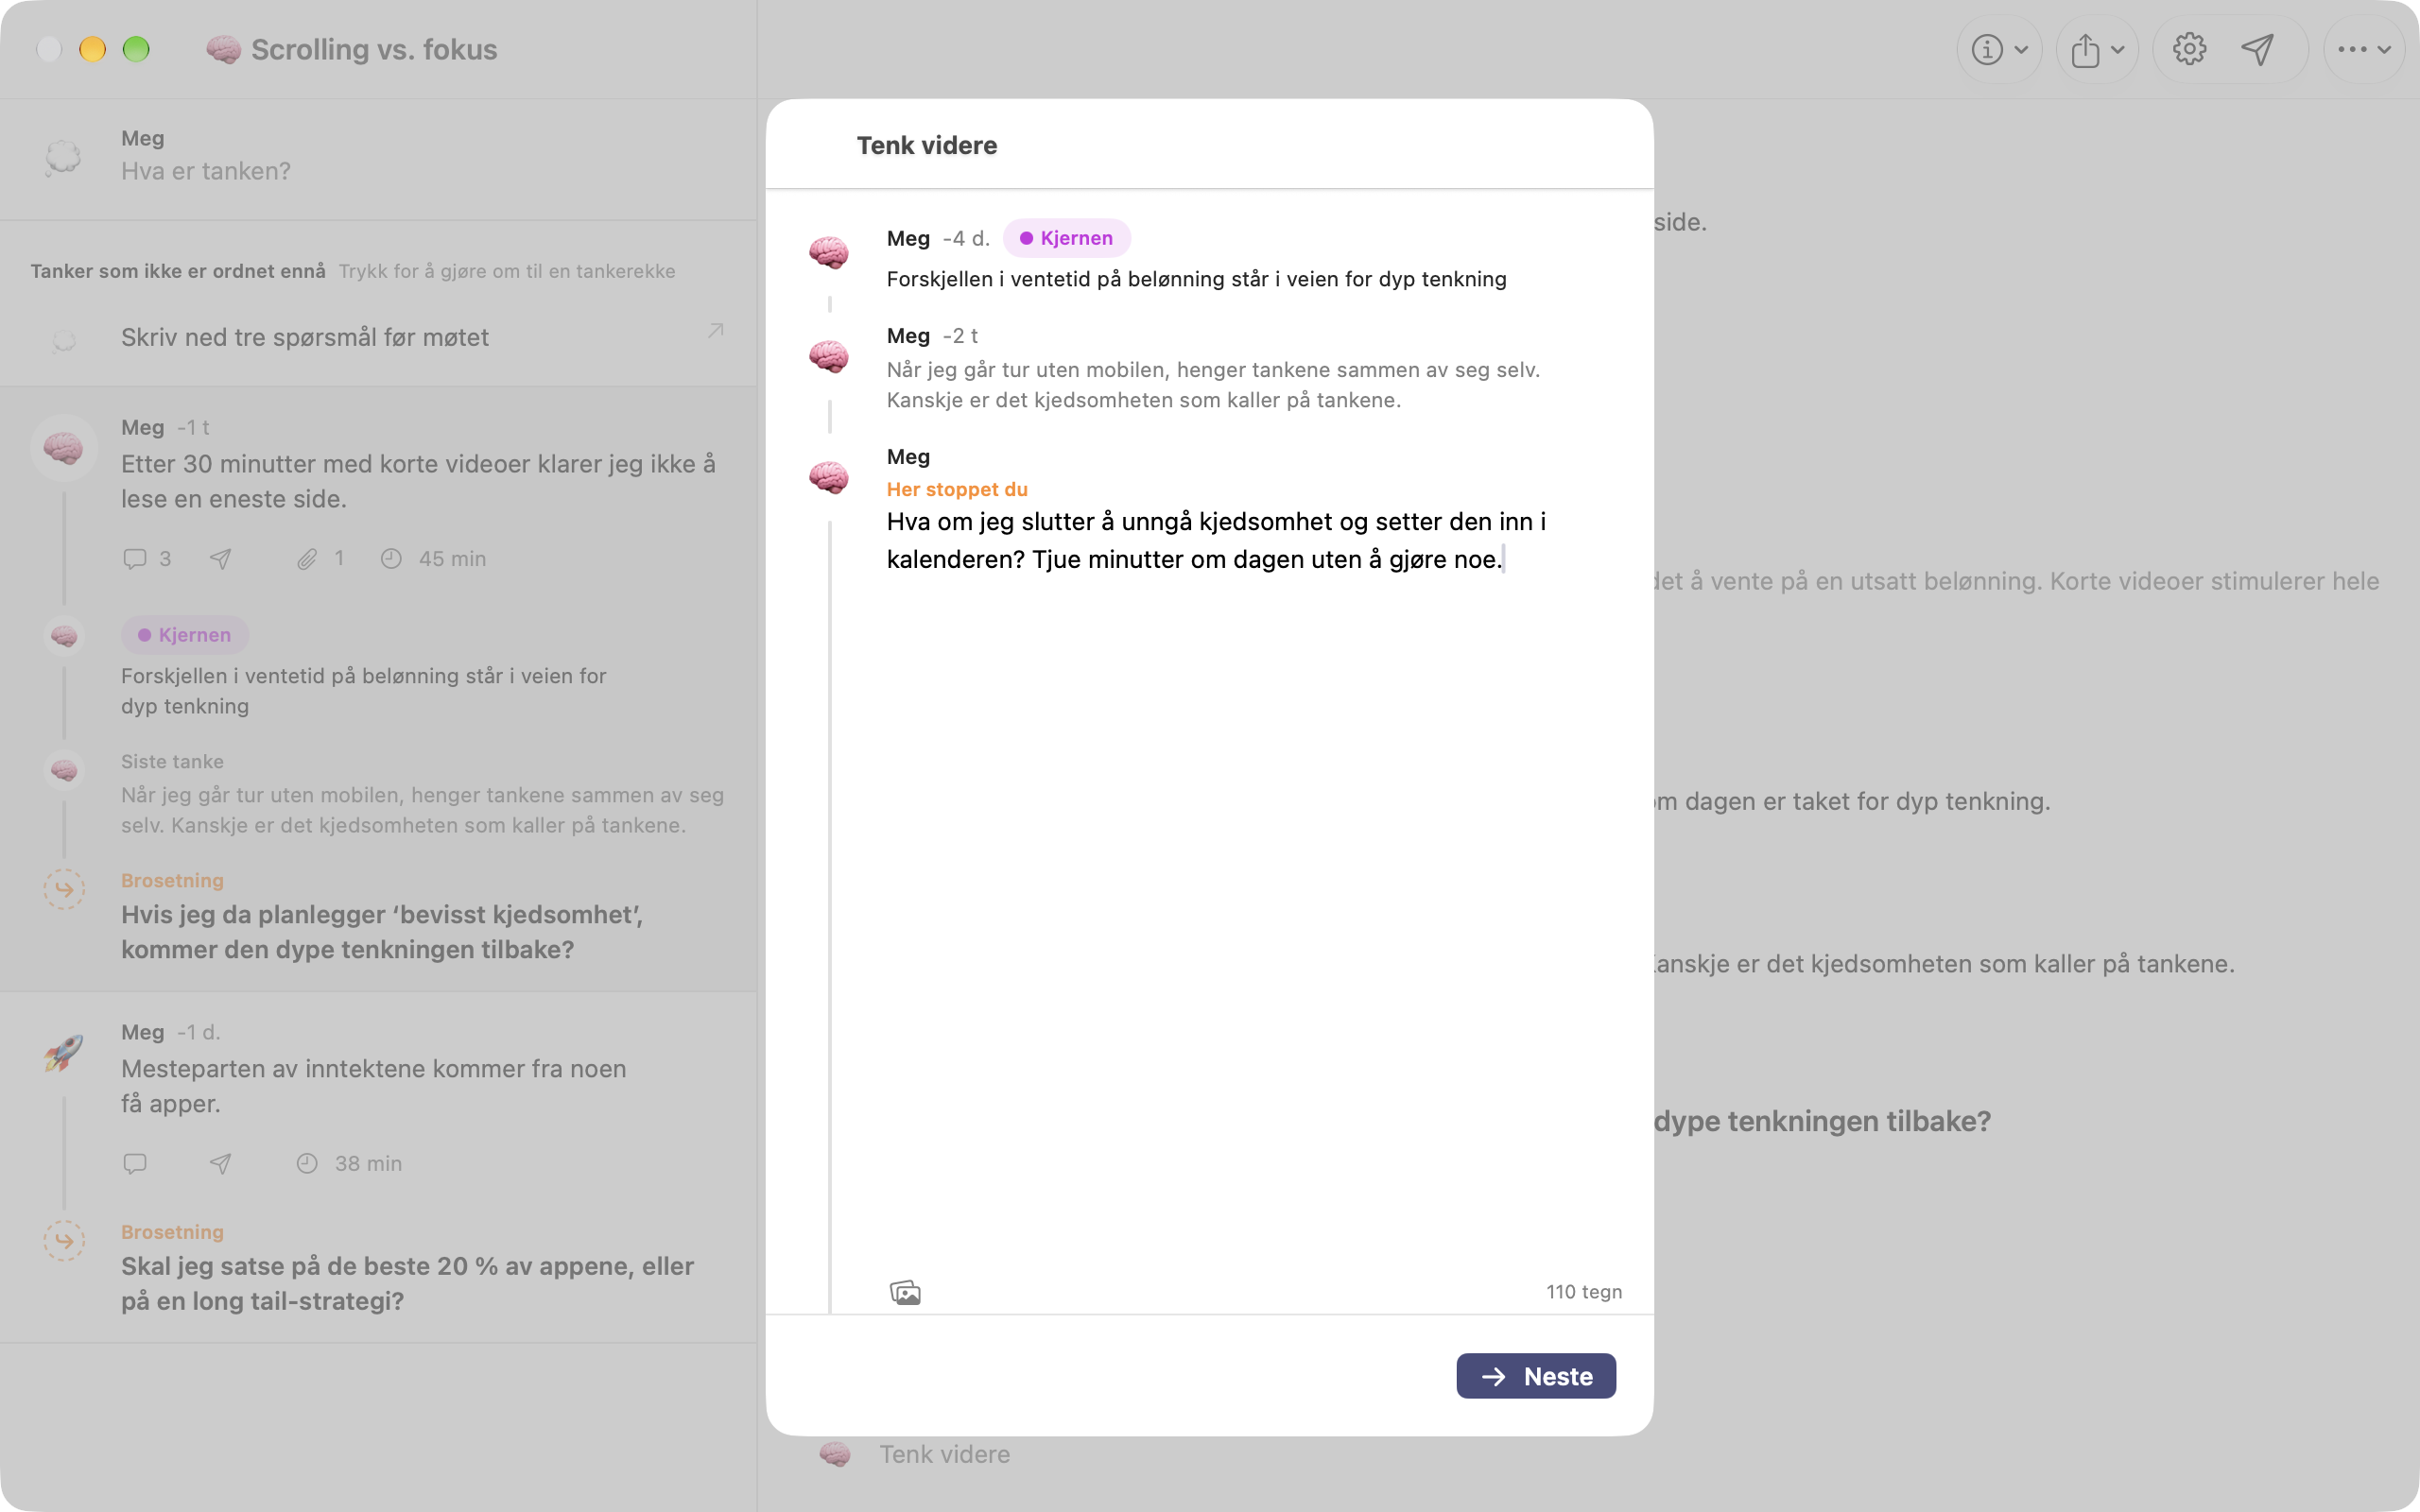 Scrolling vs. fokus
Meg
Hva er tanken?
Tanker som ikke er ordnet ennå Trykk for å gjøre om til en tankerekke
Skriv ned tre spørsmål før møtet
Meg -1 t
Etter 30 minutter med korte videoer klarer jeg ikke å
lese en eneste side.
3 1 45 min
Kjernen
Forskjellen i ventetid på belønning står i veien for
dyp tenkning
Siste tanke
Når jeg går tur uten mobilen, henger tankene sammen av seg
selv. Kanskje er det kjedsomheten som kaller på tankene.
Brosetning
Hvis jeg da planlegger ‘bevisst kjedsomhet’,
kommer den dype tenkningen tilbake?
Meg -1 d.
Mesteparten av inntektene kommer fra noen
få apper.
38 min
Brosetning
Skal jeg satse på de beste 20 % av appene, eller
på en long tail-strategi?
Tenk videre
Meg -4 d. Kjernen
Forskjellen i ventetid på belønning står i veien for dyp tenkning
Meg -2 t
Når jeg går tur uten mobilen, henger tankene sammen av seg selv.
Kanskje er det kjedsomheten som kaller på tankene.
Meg
Her stoppet du
Hva om jeg slutter å unngå kjedsomhet og setter den inn i
kalenderen? Tjue minutter om dagen uten å gjøre noe.
110 tegn
Neste
side.
det å vente på en utsatt belønning. Korte videoer stimulerer hele
om dagen er taket for dyp tenkning.
Kanskje er det kjedsomheten som kaller på tankene.
dype tenkningen tilbake?
Tenk videre